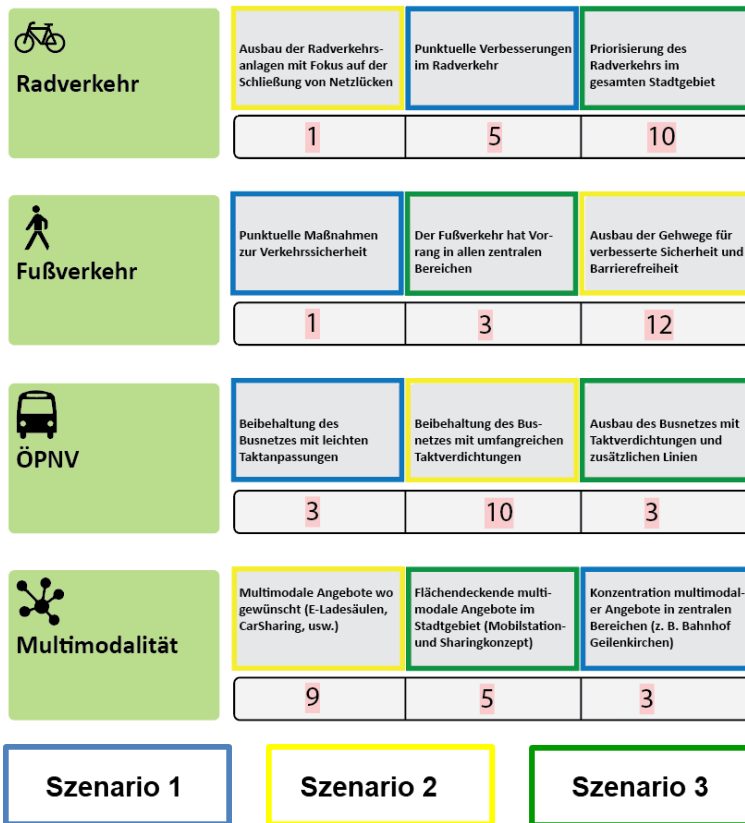 Radverkehr
Ausbau der Radverkehrs-
anlagen mit Fokus auf der
Schließung von Netzlücken
Punktuelle Verbesserungen
im Radverkehr
Priorisierung des
Radverkehrs im
gesamten Stadtgebiet
1
5
10
Fußverkehr
Punktuelle Maßnahmen
zur Verkehrssicherheit
Der Fußverkehr hat Vor-
rang in allen zentralen
Bereichen
Ausbau der Gehwege für
verbesserte Sicherheit und
Barrierefreiheit
1
3
12
ÖPNV
Beibehaltung des
Busnetzes mit leichten
Taktanpassungen
Beibehaltung des Bus-
netzes mit umfangreichen
Taktverdichtungen
Ausbau des Busnetzes mit
Taktverdichtungen und
zusätzlichen Linien
3
10
3
Multimodalität
Multimodale Angebote wo
gewünscht (E-Ladesäulen,
CarSharing, usw.)
Flächendeckende multi-
modale Angebote im
Stadtgebiet (Mobilstation-
und Sharingkonzept)
Konzentration multimodal-
er Angebote in zentralen
Bereichen (z. B. Bahnhof
Geilenkirchen)
9
5
3
Szenario 1
Szenario 2
Szenario 3